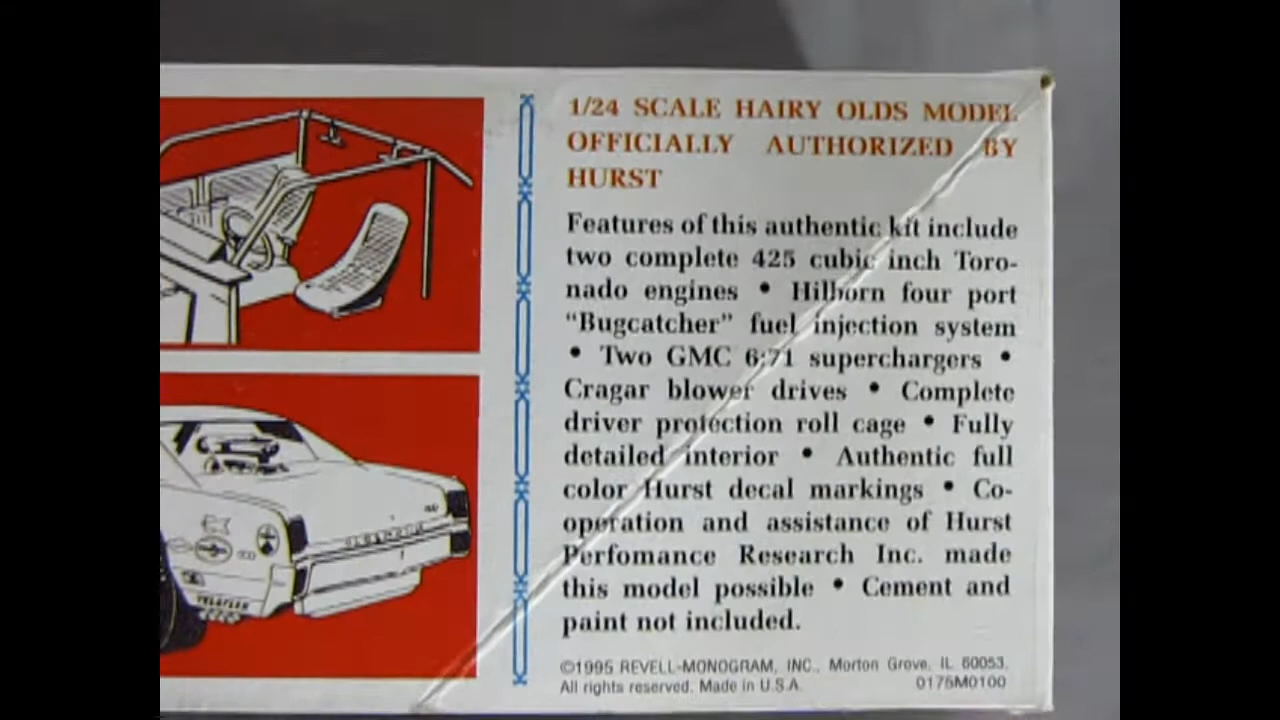 1/24 SCALE HAIRY OLDS MODEL
OFFICIALLY AUTHORIZED BY
HURST
Features of this authentic kit include
two complete 425 cubic inch Toro-
nado engines • Hilborn four port
“Bugcatcher” fuel injection system
• Two GMC 6:71 superchargers •
Cragar blower drives • Complete
driver protection roll cage • Fully
detailed interior • Authentic full
color Hurst decal markings • Co-
operation and assistance of Hurst
Perfomance Research Inc. made
this model possible • Cement and
paint not included.
©1995 REVELL-MONOGRAM, INC., Morton Grove, IL 60053.
All rights reserved. Made in U.S.A. 0175M0100